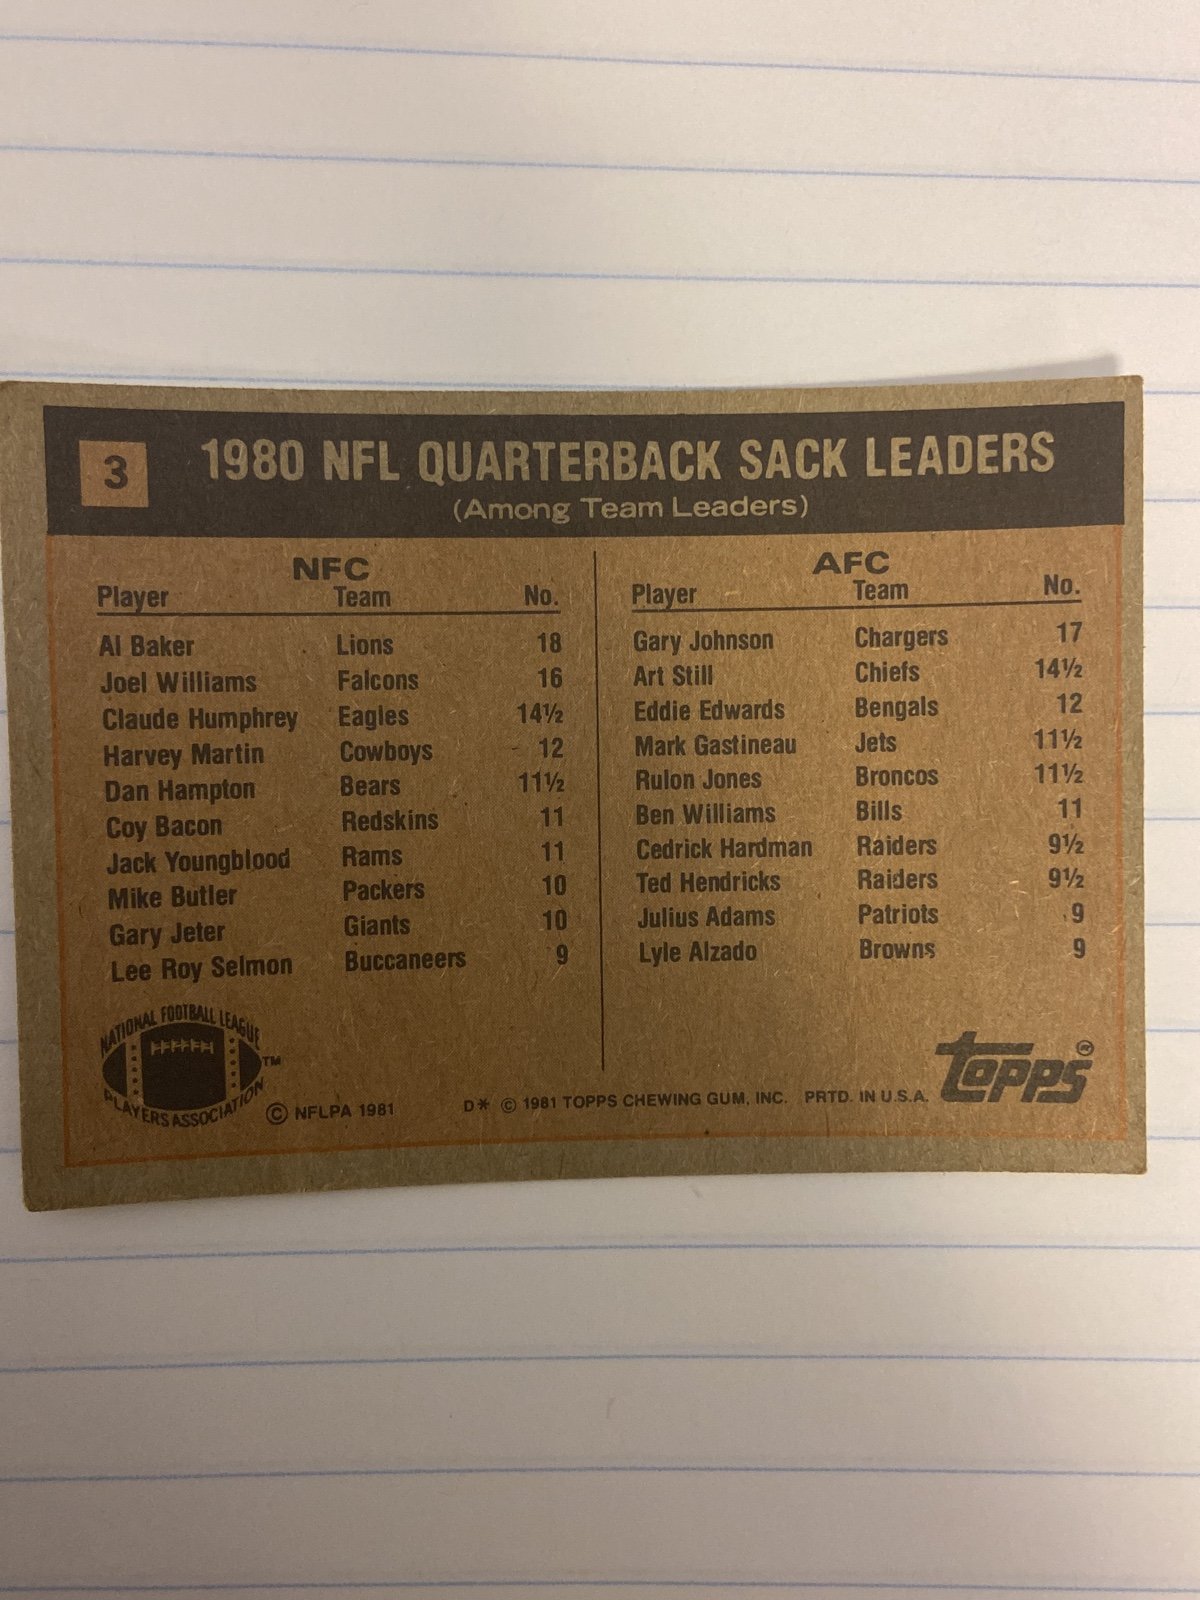 3
1980 NFL QUARTERBACK SACK LEADERS
(Among Team Leaders)
NFC
Player Team No.
Al Baker Lions 18
Joel Williams Falcons 16
Claude Humphrey Eagles 14½
Harvey Martin Cowboys 12
Dan Hampton Bears 11½
Coy Bacon Redskins 11
Jack Youngblood Rams 11
Mike Butler Packers 10
Gary Jeter Giants 10
Lee Roy Selmon Buccaneers 9
AFC
Player Team No.
Gary Johnson Chargers 17
Art Still Chiefs 14½
Eddie Edwards Bengals 12
Mark Gastineau Jets 11½
Rulon Jones Broncos 11½
Ben Williams Bills 11
Cedrick Hardman Raiders 9½
Ted Hendricks Raiders 9½
Julius Adams Patriots 9
Lyle Alzado Browns 9
NATIONAL FOOTBALL LEAGUE
PLAYERS ASSOCIATION
™
© NFLPA 1981
D* © 1981 TOPPS CHEWING GUM, INC. PRTD. IN U.S.A.
topps®